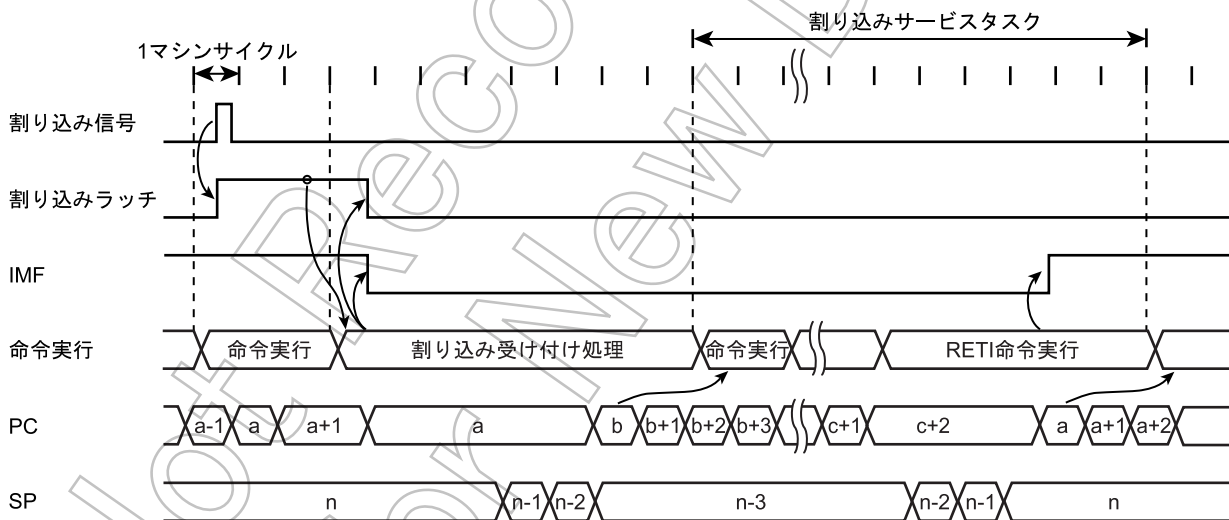 割り込みサービスタスク
1マシンサイクル
割り込み信号
割り込みラッチ
IMF
命令実行 命令実行 割り込み受け付け処理 命令実行 RETI命令実行
PC a-1 a a+1 a b b+1 b+2 b+3 c+1 c+2 a a+1 a+2
SP n n-1 n-2 n-3 n-2 n-1 n
Not Reco
or New D